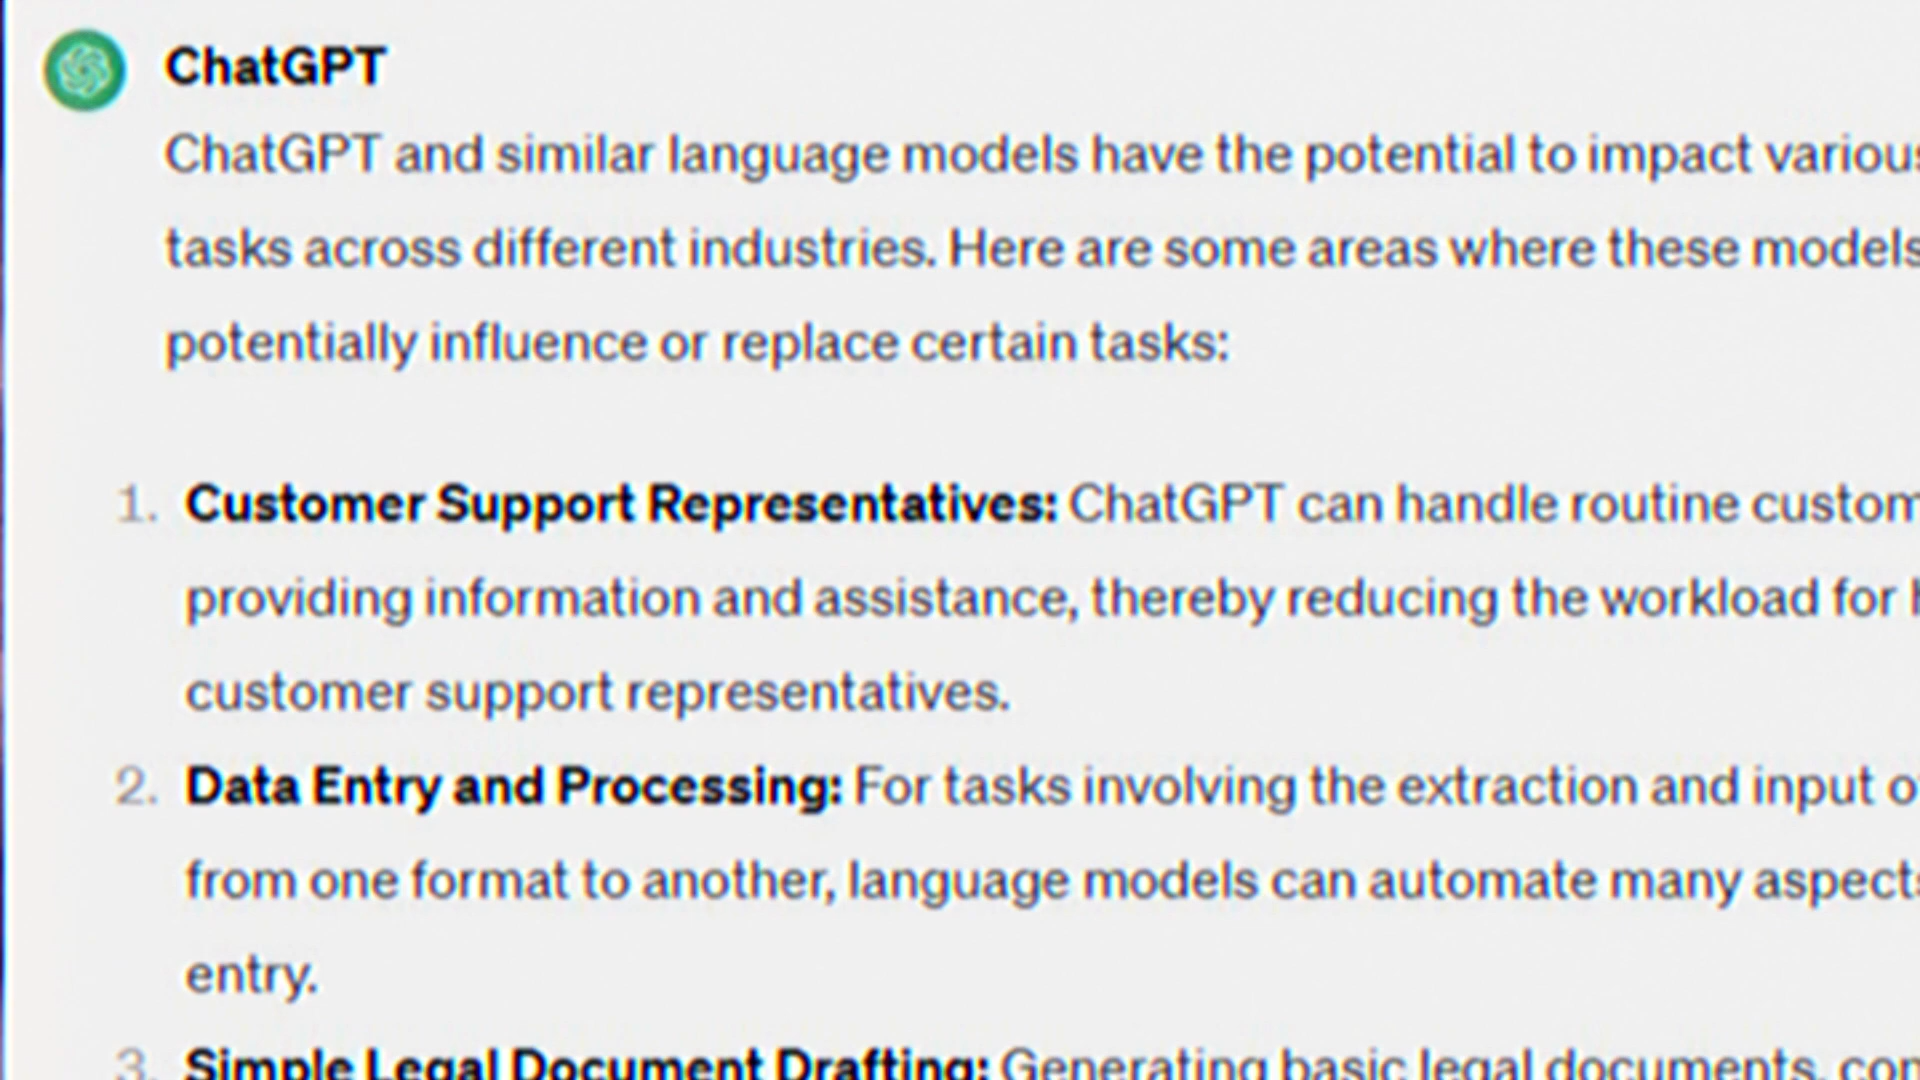 ChatGPT
ChatGPT and similar language models have the potential to impact various
tasks across different industries. Here are some areas where these models
potentially influence or replace certain tasks:
1. Customer Support Representatives: ChatGPT can handle routine custom
providing information and assistance, thereby reducing the workload for
customer support representatives.
2. Data Entry and Processing: For tasks involving the extraction and input
from one format to another, language models can automate many aspects
entry.
3. Simple Legal Document Drafting: Generating basic legal documents,